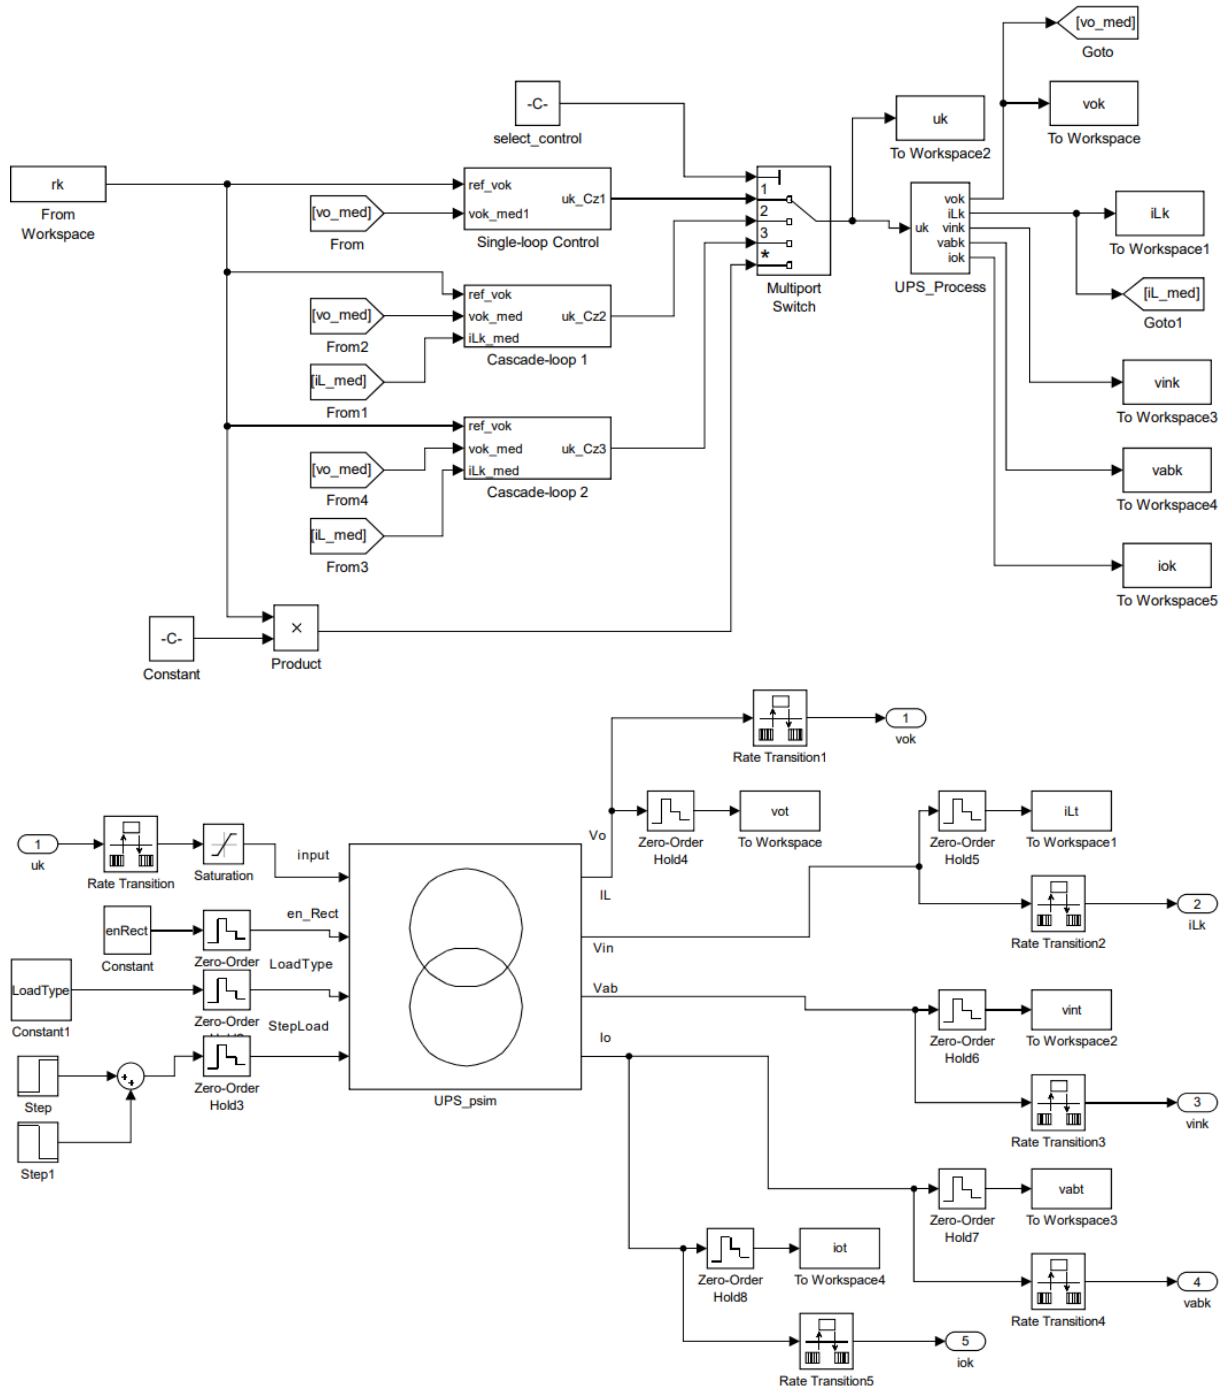 [vo_med]
Goto
-C-
select_control
uk
To Workspace2
vok
To Workspace
rk
From
Workspace
[vo_med]
From
ref_vok
vok_med1
uk_Cz1
Single-loop Control
1
2
3
*
Multiport
Switch
uk
vok
iLk
vink
vabk
iok
UPS_Process
iLk
To Workspace1
[iL_med]
Goto1
[vo_med]
From2
ref_vok
vok_med
iLk_med
uk_Cz2
Cascade-loop 1
[iL_med]
From1
vink
To Workspace3
ref_vok
vok_med
iLk_med
uk_Cz3
Cascade-loop 2
[vo_med]
From4
vabk
To Workspace4
[iL_med]
From3
iok
To Workspace5
-C-
Constant
×
Product
Rate Transition1
1
vok
1
uk
Rate Transition
Saturation
input
Vo
Zero-Order
Hold4
vot
To Workspace
Zero-Order
Hold5
iLt
To Workspace1
enRect
Constant
Zero-Order
en_Rect
IL
Rate Transition2
2
iLk
LoadType
Constant1
Zero-Order
LoadType
Vin
Vab
Zero-Order
Hold6
vint
To Workspace2
StepLoad
Io
Step
Step1
+
+
Zero-Order
Hold3
UPS_psim
Rate Transition3
3
vink
Zero-Order
Hold7
vabt
To Workspace3
Zero-Order
Hold8
iot
To Workspace4
Rate Transition4
4
vabk
Rate Transition5
5
iok